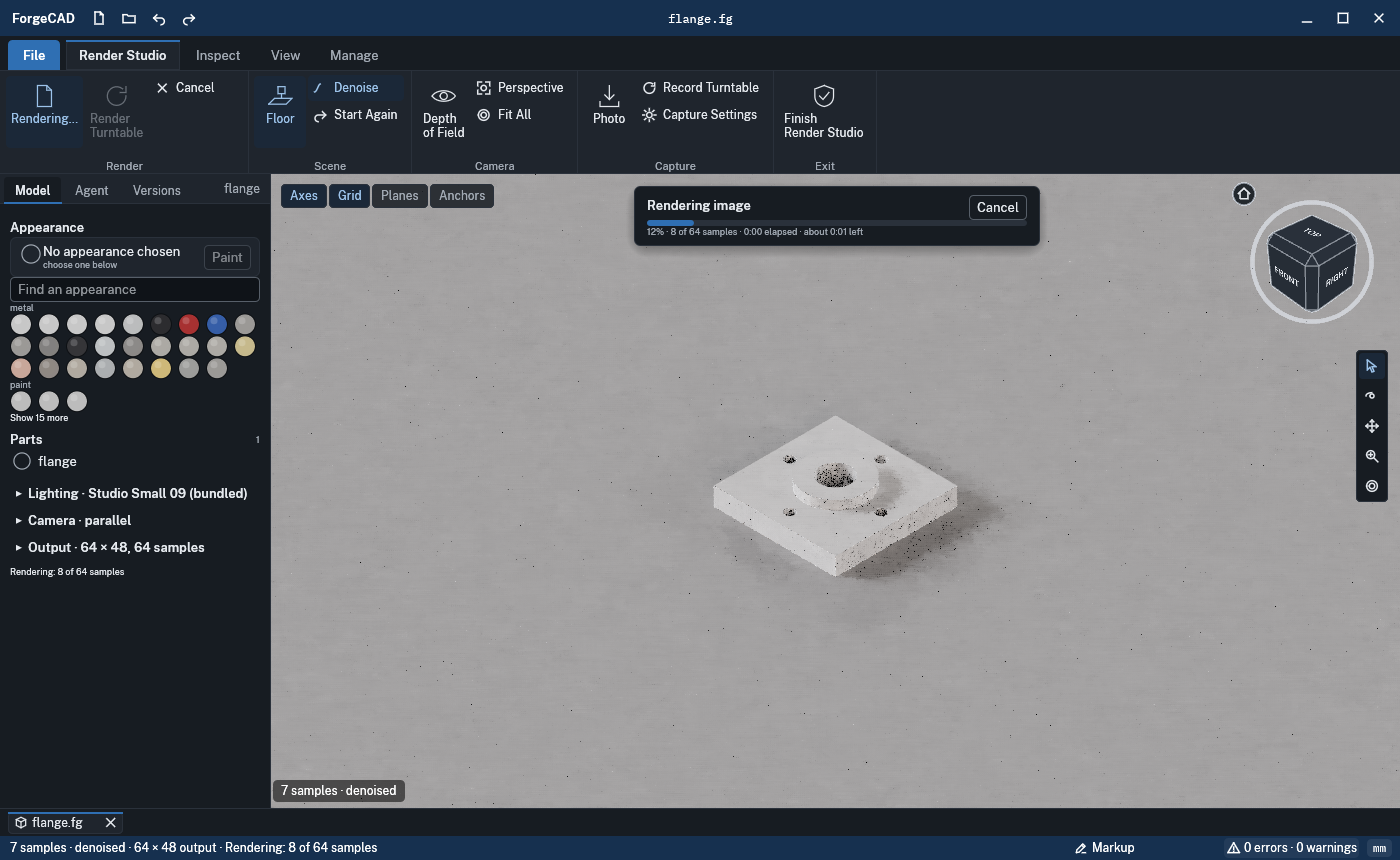 ForgeCAD
flange.fg
File
Render Studio
Inspect
View
Manage
Rendering...
Render
Turntable
Cancel
Render
Floor
Denoise
Start Again
Scene
Depth
of Field
Perspective
Fit All
Camera
Photo
Record Turntable
Capture Settings
Capture
Finish
Render Studio
Exit
Model
Agent
Versions
flange
Appearance
No appearance chosen
choose one below
Paint
Find an appearance
metal
paint
Show 15 more
Parts
1
flange
Lighting · Studio Small 09 (bundled)
Camera · parallel
Output · 64 × 48, 64 samples
Rendering: 8 of 64 samples
Axes
Grid
Planes
Anchors
Rendering image
Cancel
12% · 8 of 64 samples · 0:00 elapsed · about 0:01 left
TOP
FRONT
RIGHT
7 samples · denoised
flange.fg
7 samples · denoised · 64 × 48 output · Rendering: 8 of 64 samples
Markup
0 errors · 0 warnings
mm